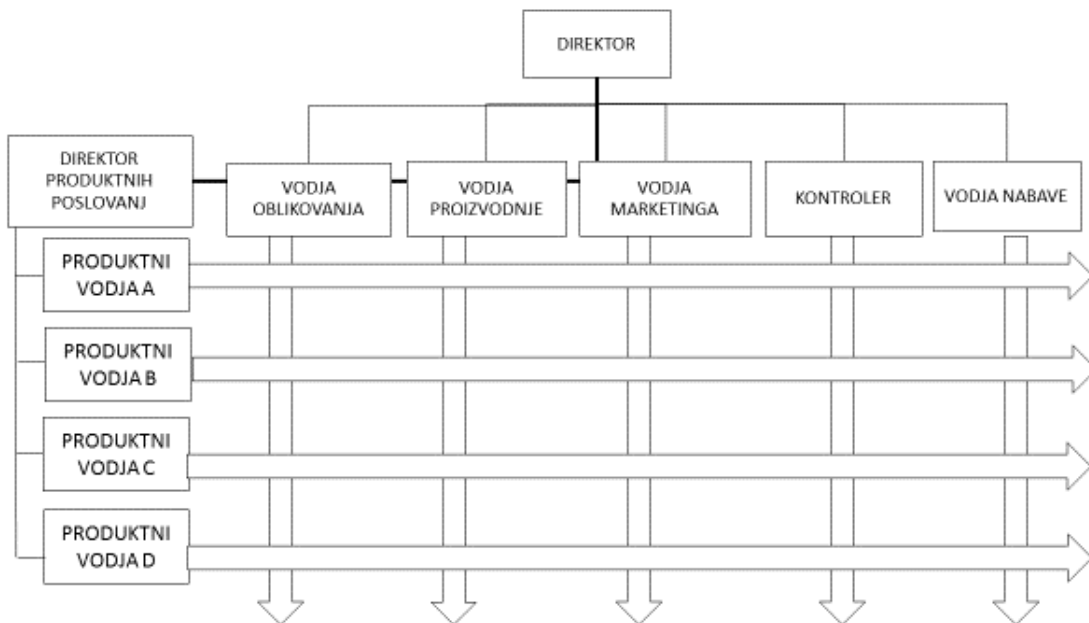 DIREKTOR
DIREKTOR
PRODUKTNIH
POSLOVANJ
VODJA
OBLIKOVANJA
VODJA
PROIZVODNJE
VODJA
MARKETINGA
KONTROLER
VODJA NABAVE
PRODUKTNI
VODJA A
PRODUKTNI
VODJA B
PRODUKTNI
VODJA C
PRODUKTNI
VODJA D